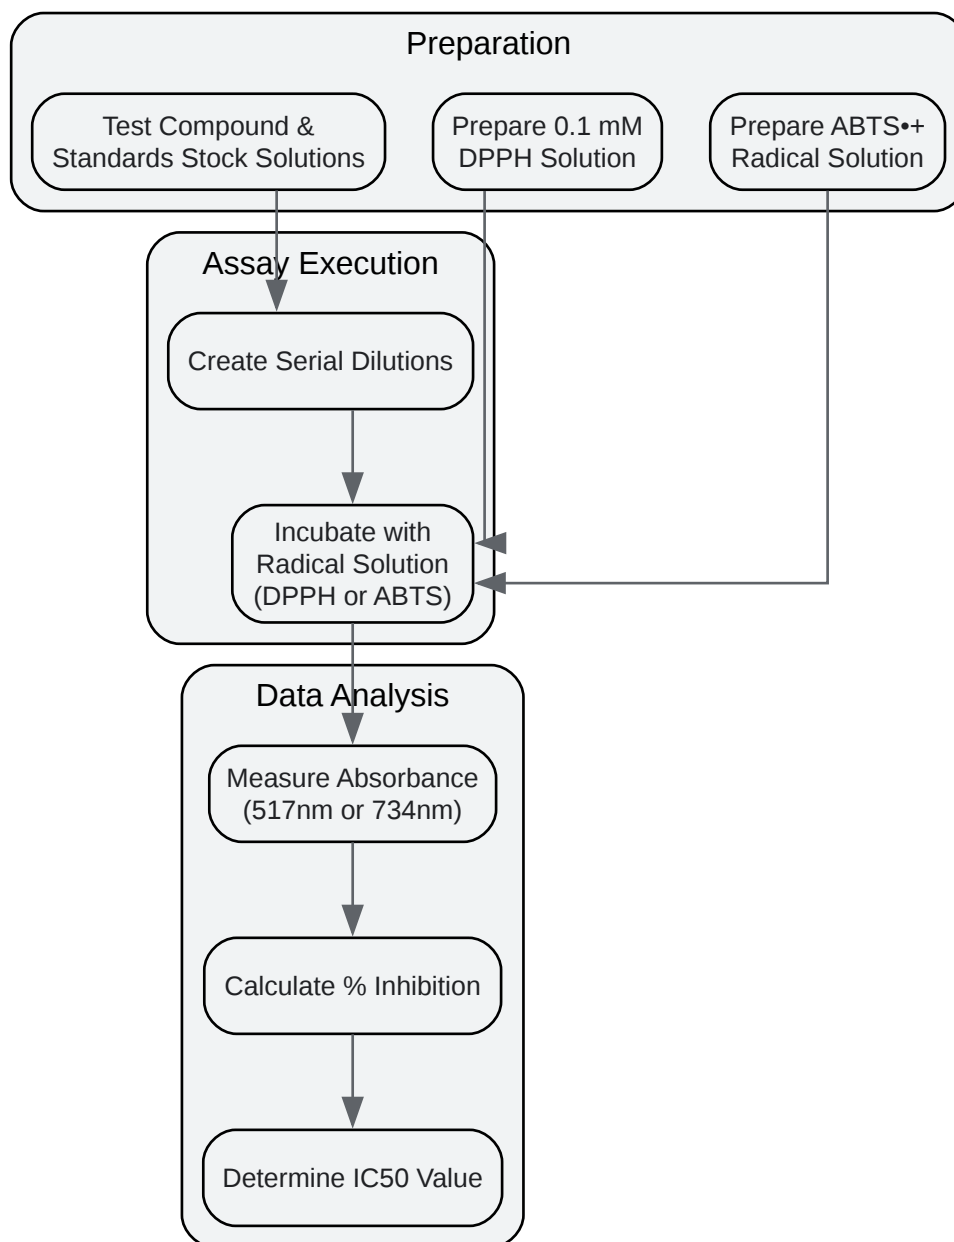 Preparation
Test Compound &
Standards Stock Solutions
Prepare 0.1 mM
DPPH Solution
Prepare ABTS•+
Radical Solution
Assay Execution
Create Serial Dilutions
Incubate with
Radical Solution
(DPPH or ABTS)
Data Analysis
Measure Absorbance
(517nm or 734nm)
Calculate % Inhibition
Determine IC50 Value